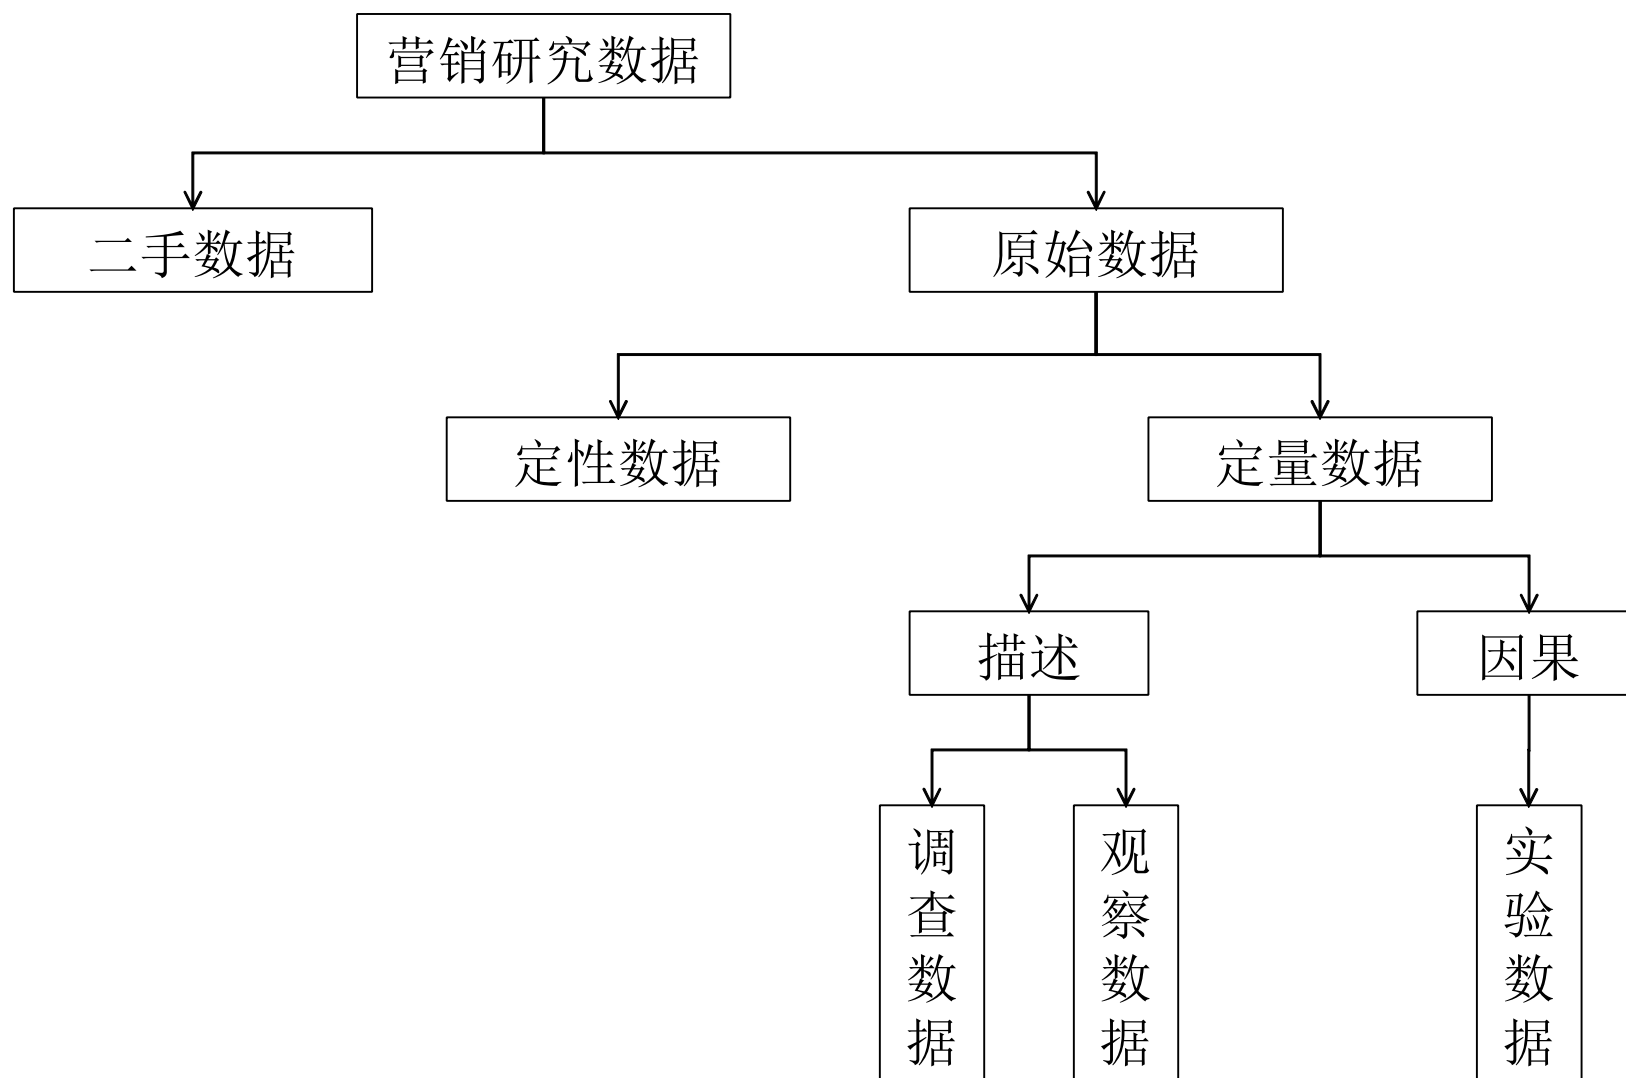 营销研究数据
二手数据
原始数据
定性数据
定量数据
描述
因果
调查数据
观察数据
实验数据